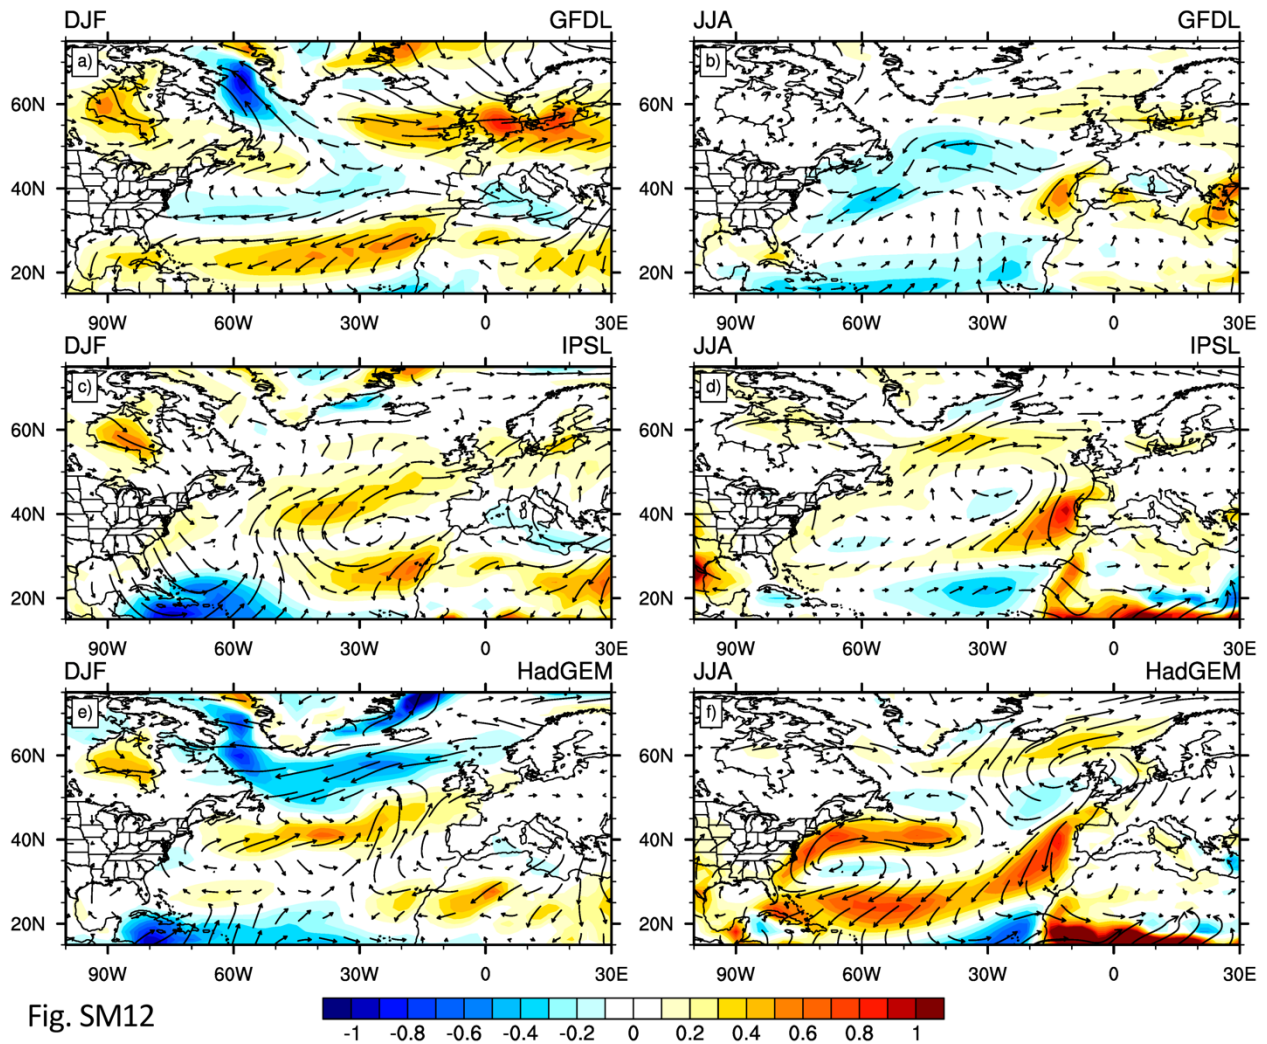 DJF GFDL JJA GFDL
a) b)
60N 60N
40N 40N
20N 20N
90W 60W 30W 0 30E 90W 60W 30W 0 30E
DJF IPSL JJA IPSL
c) d)
60N 60N
40N 40N
20N 20N
90W 60W 30W 0 30E 90W 60W 30W 0 30E
DJF HadGEM JJA HadGEM
e) f)
60N 60N
40N 40N
20N 20N
90W 60W 30W 0 30E 90W 60W 30W 0 30E
Fig. SM12
-1 -0.8 -0.6 -0.4 -0.2 0 0.2 0.4 0.6 0.8 1